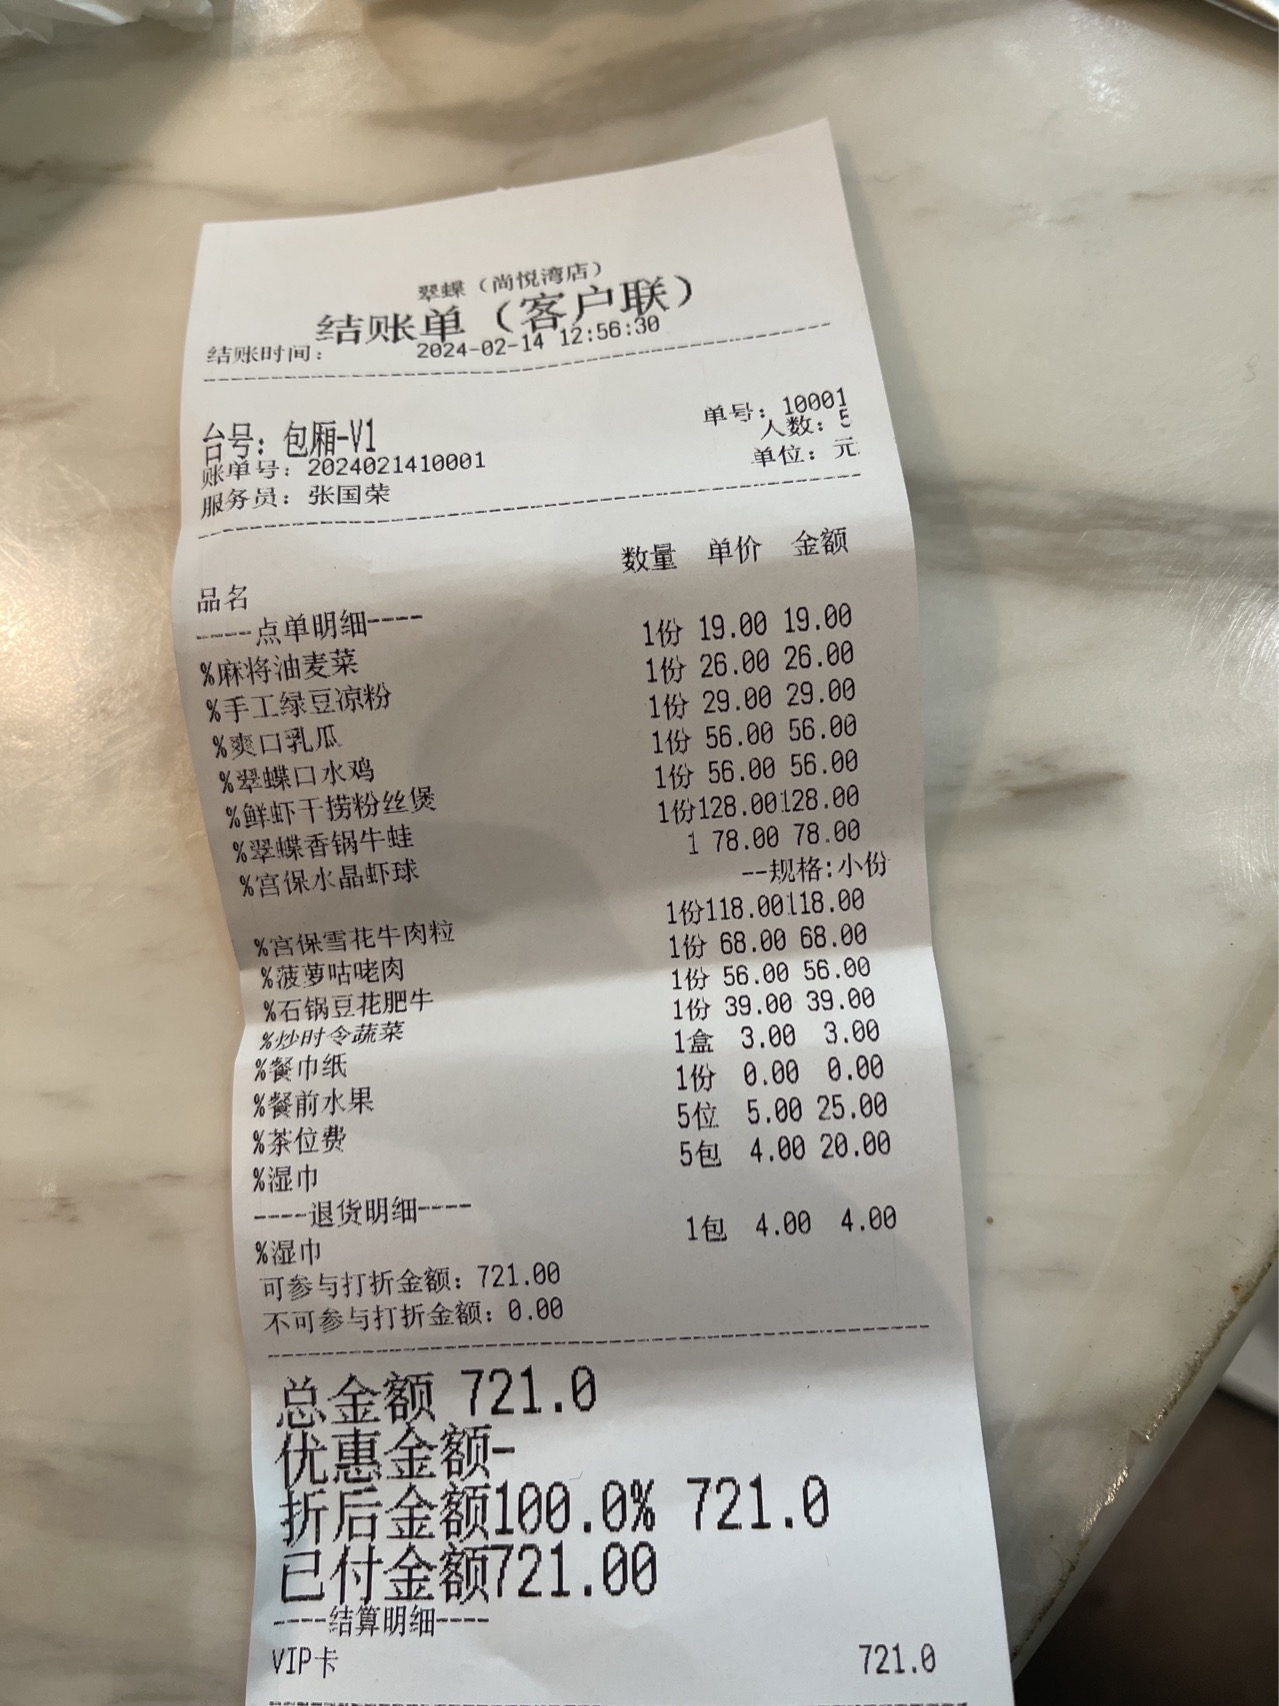 翠蝶（尚悦湾店）
结账单（客户联）
结账时间： 2024-02-14 12:56:30
台号：包厢-V1 单号：10001
账单号：2024021410001 人数：5
服务员：张国荣 单位：元
品名 数量 单价 金额
----点单明细----
%麻将油麦菜 1份 19.00 19.00
%手工绿豆凉粉 1份 26.00 26.00
%爽口乳瓜 1份 29.00 29.00
%翠蝶口水鸡 1份 56.00 56.00
%鲜虾干捞粉丝煲 1份 56.00 56.00
%翠蝶香锅牛蛙 1份128.00128.00
%宫保水晶虾球 1 78.00 78.00
--规格:小份
%宫保雪花牛肉粒 1份118.00118.00
%菠萝咕咾肉 1份 68.00 68.00
%石锅豆花肥牛 1份 56.00 56.00
%炒时令蔬菜 1份 39.00 39.00
%餐巾纸 1盒 3.00 3.00
%餐前水果 1份 0.00 0.00
%茶位费 5位 5.00 25.00
%湿巾 5包 4.00 20.00
----退货明细----
%湿巾 1包 4.00 4.00
可参与打折金额：721.00
不可参与打折金额：0.00
总金额 721.0
优惠金额-
折后金额100.0% 721.0
已付金额721.00
----结算明细----
VIP卡 721.0